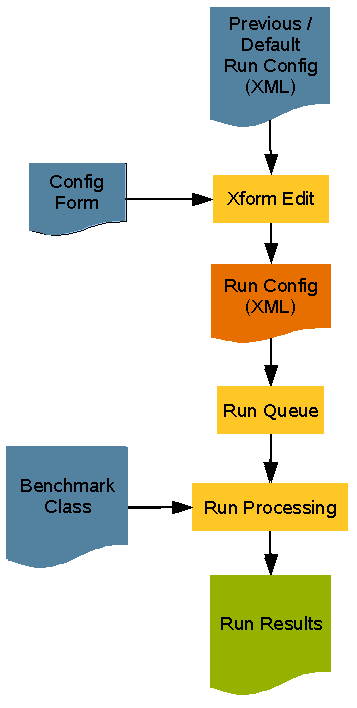 Previous /
Default
Run Config
(XML)
Config
Form
Xform Edit
Run Config
(XML)
Run Queue
Benchmark
Class
Run Processing
Run Results